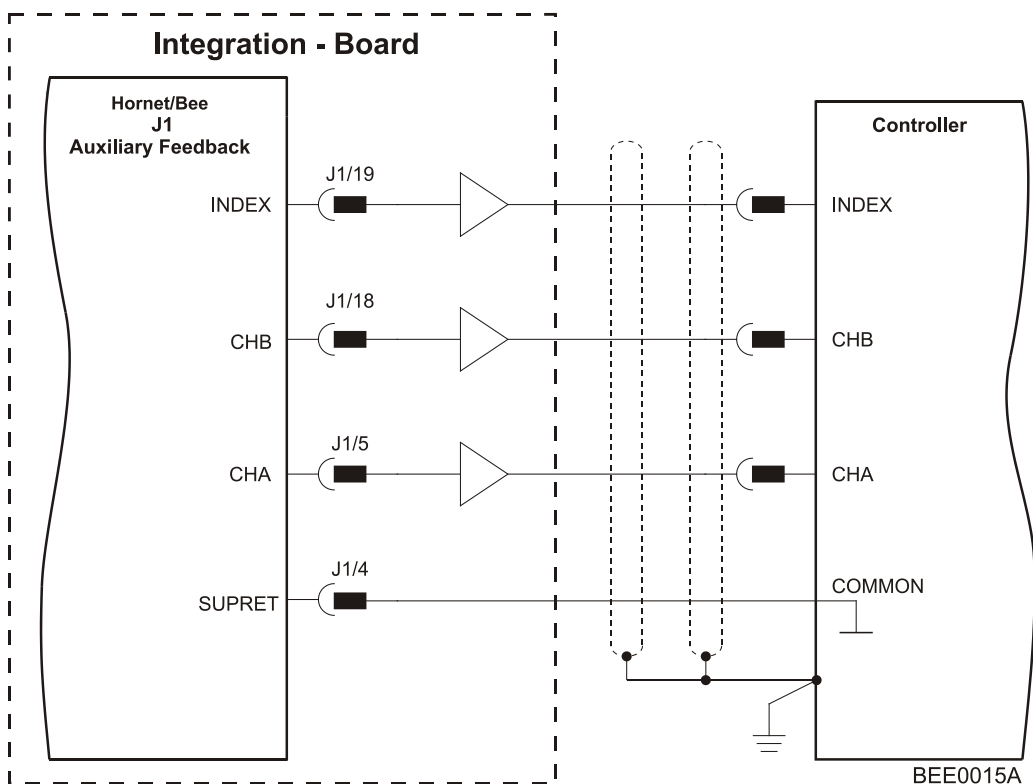 Integration - Board
Hornet/Bee
J1
Auxiliary Feedback
Controller
J1/19
INDEX
INDEX
J1/18
CHB
CHB
J1/5
CHA
CHA
J1/4
SUPRET
COMMON
BEE0015A